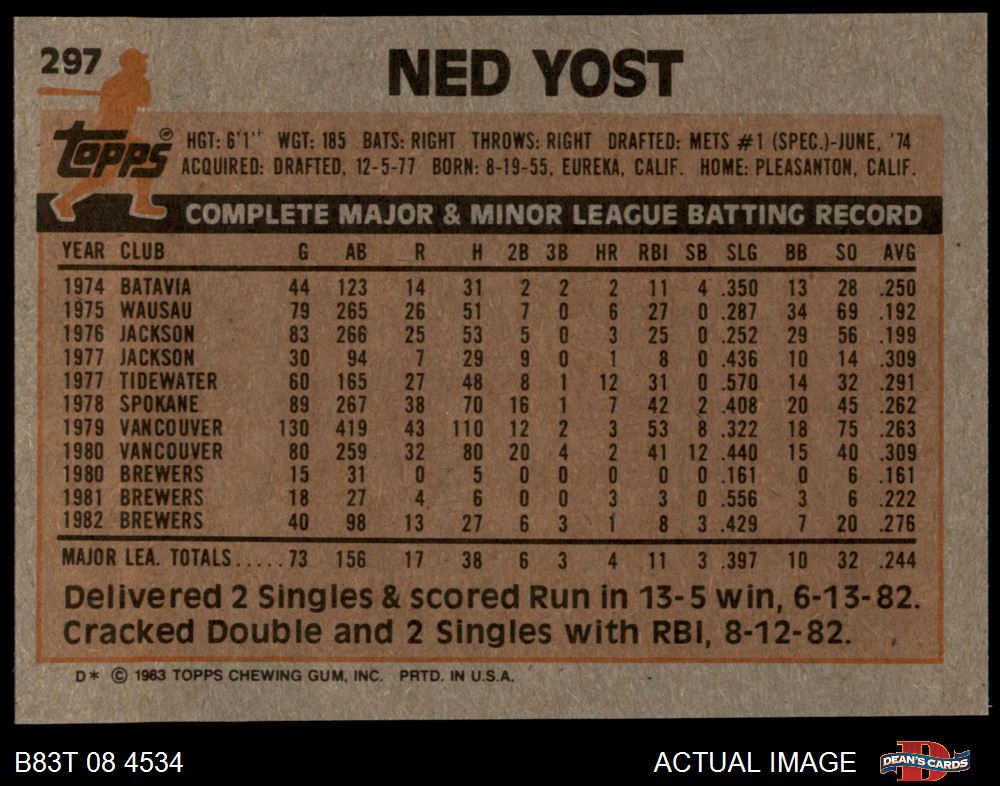 297
NED YOST
Topps ®
HGT: 6'1" WGT: 185 BATS: RIGHT THROWS: RIGHT DRAFTED: METS #1 (SPEC.)-JUNE, '74
ACQUIRED: DRAFTED, 12-5-77 BORN: 8-19-55, EUREKA, CALIF. HOME: PLEASANTON, CALIF.
COMPLETE MAJOR & MINOR LEAGUE BATTING RECORD
YEAR CLUB G AB R H 2B 3B HR RBI SB SLG BB SO AVG
1974 BATAVIA 44 123 14 31 2 2 2 11 4 .350 13 28 .250
1975 WAUSAU 79 265 26 51 7 0 6 27 0 .287 34 69 .192
1976 JACKSON 83 266 25 53 5 0 3 25 0 .252 29 56 .199
1977 JACKSON 30 94 7 29 9 0 1 8 0 .436 10 14 .309
1977 TIDEWATER 60 165 27 48 8 1 12 31 0 .570 14 32 .291
1978 SPOKANE 89 267 38 70 16 1 7 42 2 .408 20 45 .262
1979 VANCOUVER 130 419 43 110 12 2 3 53 8 .322 18 75 .263
1980 VANCOUVER 80 259 32 80 20 4 2 41 12 .440 15 40 .309
1980 BREWERS 15 31 0 5 0 0 0 0 0 .161 0 6 .161
1981 BREWERS 18 27 4 6 0 0 3 3 0 .556 3 6 .222
1982 BREWERS 40 98 13 27 6 3 1 8 3 .429 7 20 .276
MAJOR LEA. TOTALS.....73 156 17 38 6 3 4 11 3 .397 10 32 .244
Delivered 2 Singles & scored Run in 13-5 win, 6-13-82.
Cracked Double and 2 Singles with RBI, 8-12-82.
D* © 1983 TOPPS CHEWING GUM, INC. PRTD. IN U.S.A.
B83T 08 4534
ACTUAL IMAGE
DEAN'S CARDS